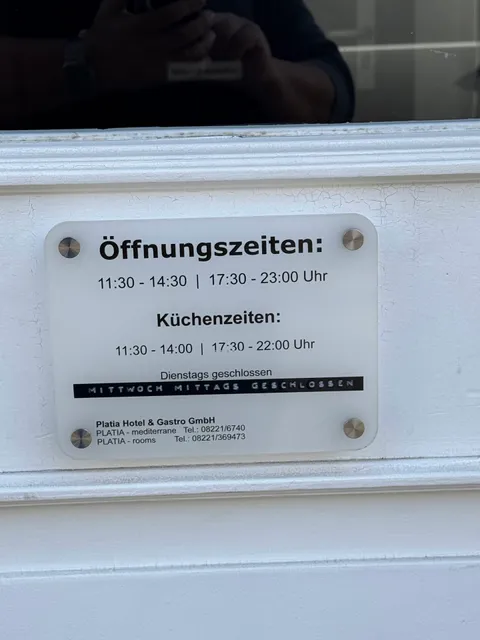 Öffnungszeiten:
11:30 - 14:30 | 17:30 - 23:00 Uhr
Küchenzeiten:
11:30 - 14:00 | 17:30 - 22:00 Uhr
Dienstags geschlossen
MITTWOCH MITTAGS GESCHLOSSEN
Platia Hotel & Gastro GmbH
PLATIA - mediterrane Tel.: 08221/6740
PLATIA - rooms Tel.: 08221/369473